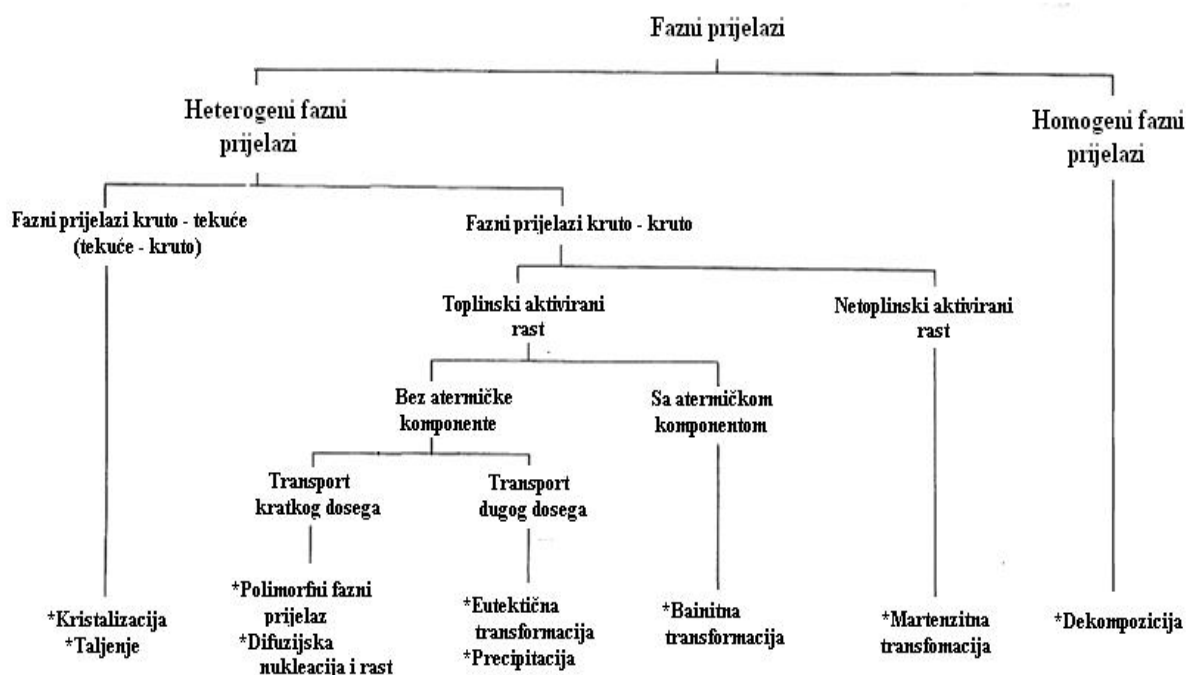 Fazni prijelazi
Heterogeni fazni
prijelazi
Homogeni fazni
prijelazi
Fazni prijelazi kruto - tekuće
(tekuće - kruto)
Fazni prijelazi kruto - kruto
Toplinski aktivirani
rast
Netoplinski aktivirani
rast
Bez atermičke
komponente
Sa atermičkom
komponentom
Transport
kratkog dosega
Transport
dugog dosega
*Kristalizacija
*Taljenje
*Polimorfni fazni
prijelaz
*Difuzijska
nukleacija i rast
*Eutektična
transformacija
*Precipitacija
*Bainitna
transformacija
*Martenzitna
transfomacija
*Dekompozicija